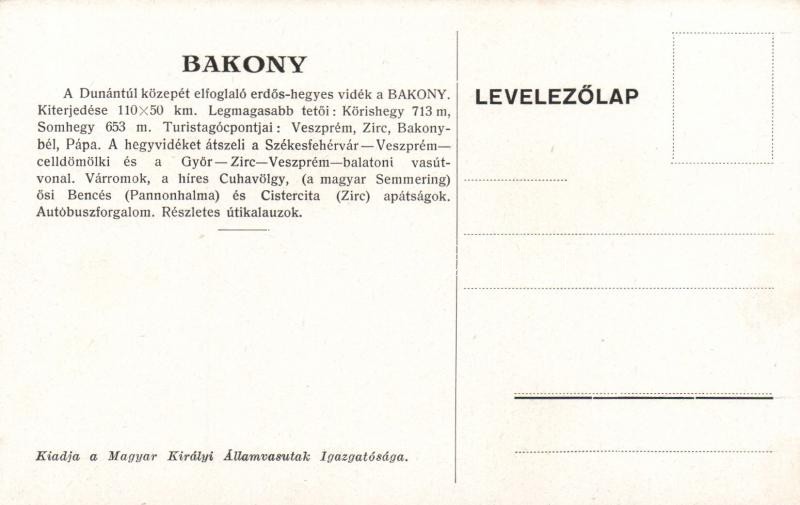 BAKONY
A Dunántúl közepét elfoglaló erdős-hegyes vidék a BAKONY.
Kiterjedése 110×50 km. Legmagasabb tetői: Kőrishegy 713 m,
Somhegy 653 m. Turistagócpontjai: Veszprém, Zirc, Bakony-
bél, Pápa. A hegyvidéket átszeli a Székesfehérvár—Veszprém—
celldömölki és a Győr—Zirc—Veszprém—balatoni vasút-
vonal. Várromok, a híres Cuhavölgy, (a magyar Semmering)
ősi Bencés (Pannonhalma) és Cistercita (Zirc) apátságok.
Autóbuszforgalom. Részletes útikalauzok.
Kiadja a Magyar Királyi Államvasutak Igazgatósága.
LEVELEZŐLAP